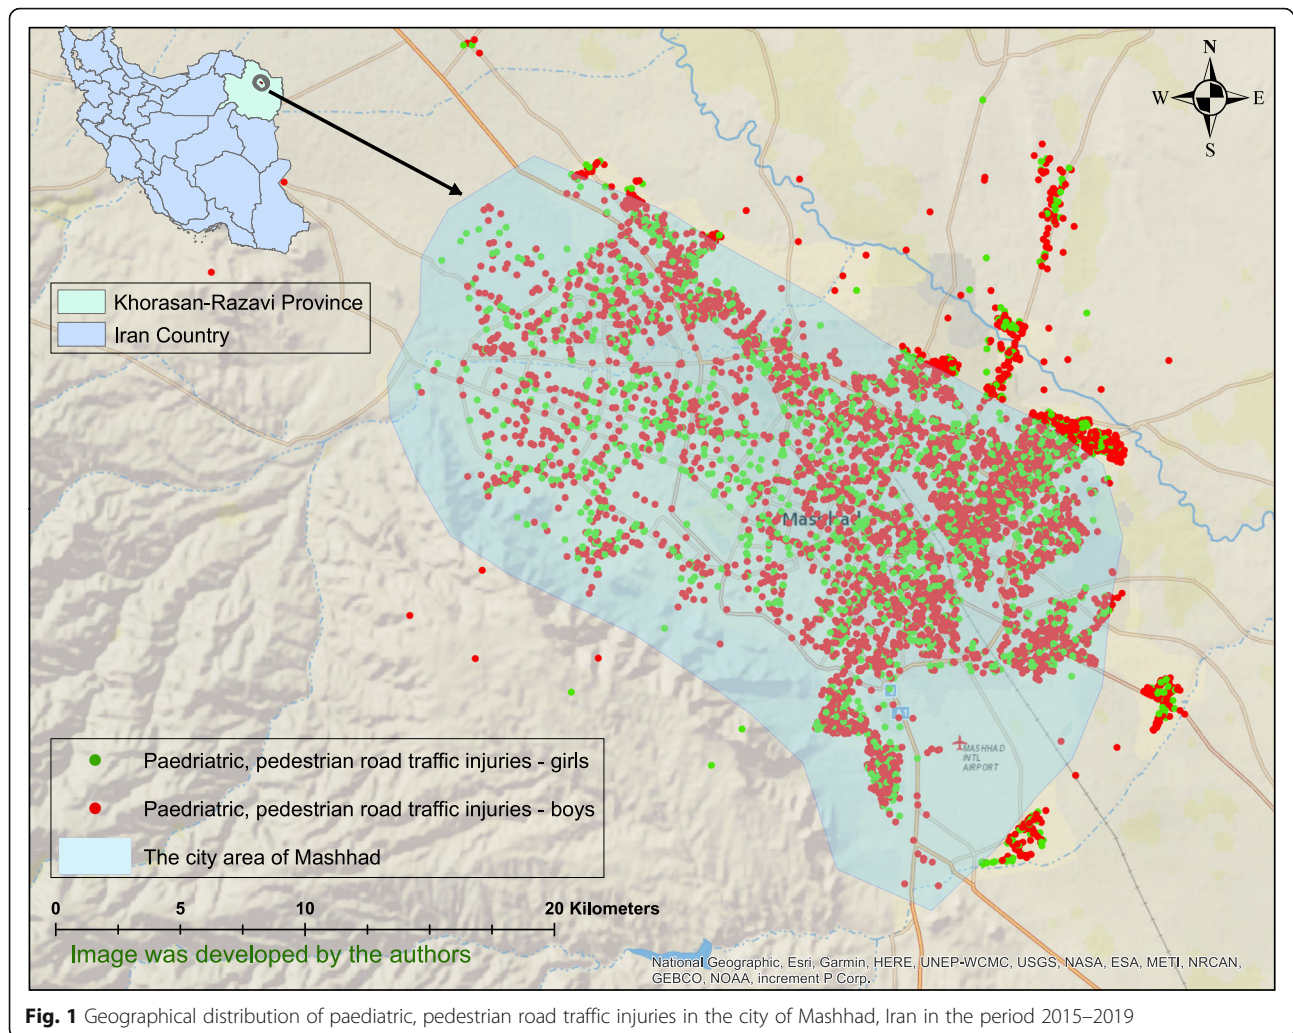 N
W E
S
Khorasan-Razavi Province
Iran Country
Mashhad
MASHHAD
INTL
AIRPORT
Paedriatric, pedestrian road traffic injuries - girls
Paedriatric, pedestrian road traffic injuries - boys
The city area of Mashhad
0 5 10 20 Kilometers
Image was developed by the authors
National Geographic, Esri, Garmin, HERE, UNEP-WCMC, USGS, NASA, ESA, METI, NRCAN,
GEBCO, NOAA, increment P Corp.
Fig. 1 Geographical distribution of paediatric, pedestrian road traffic injuries in the city of Mashhad, Iran in the period 2015–2019